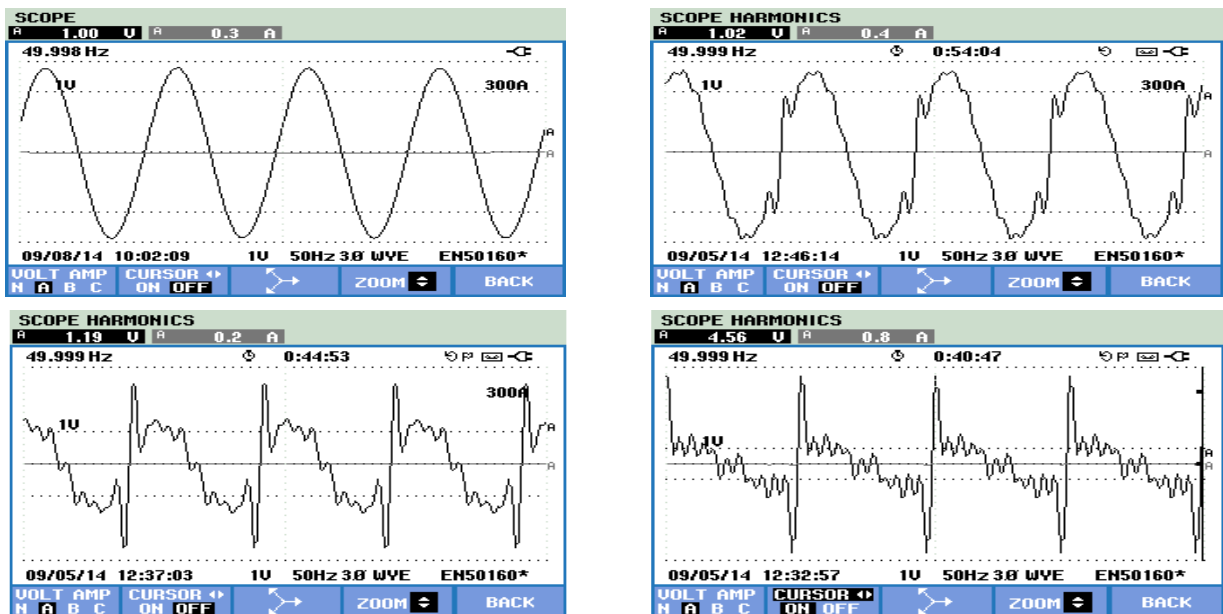 SCOPE
A 1.00 V A 0.3 A
49.998 Hz
1V 300A
A
A
09/08/14 10:02:09 1V 50Hz 3.0 WYE EN50160*
VOLT AMP CURSOR
N A B C ON OFF ZOOM BACK
SCOPE HARMONICS
A 1.02 V A 0.4 A
49.999 Hz 0:54:04
1V 300A
A
A
09/05/14 12:46:14 1V 50Hz 3.0 WYE EN50160*
VOLT AMP CURSOR
N A B C ON OFF ZOOM BACK
SCOPE HARMONICS
A 1.19 V A 0.2 A
49.999 Hz 0:44:53
300A
1V
A
A
09/05/14 12:37:03 1V 50Hz 3.0 WYE EN50160*
VOLT AMP CURSOR
N A B C ON OFF ZOOM BACK
SCOPE HARMONICS
A 4.56 V A 0.8 A
49.999 Hz 0:40:47
1V
A
A
09/05/14 12:32:57 1V 50Hz 3.0 WYE EN50160*
VOLT AMP CURSOR
N A B C ON OFF ZOOM BACK